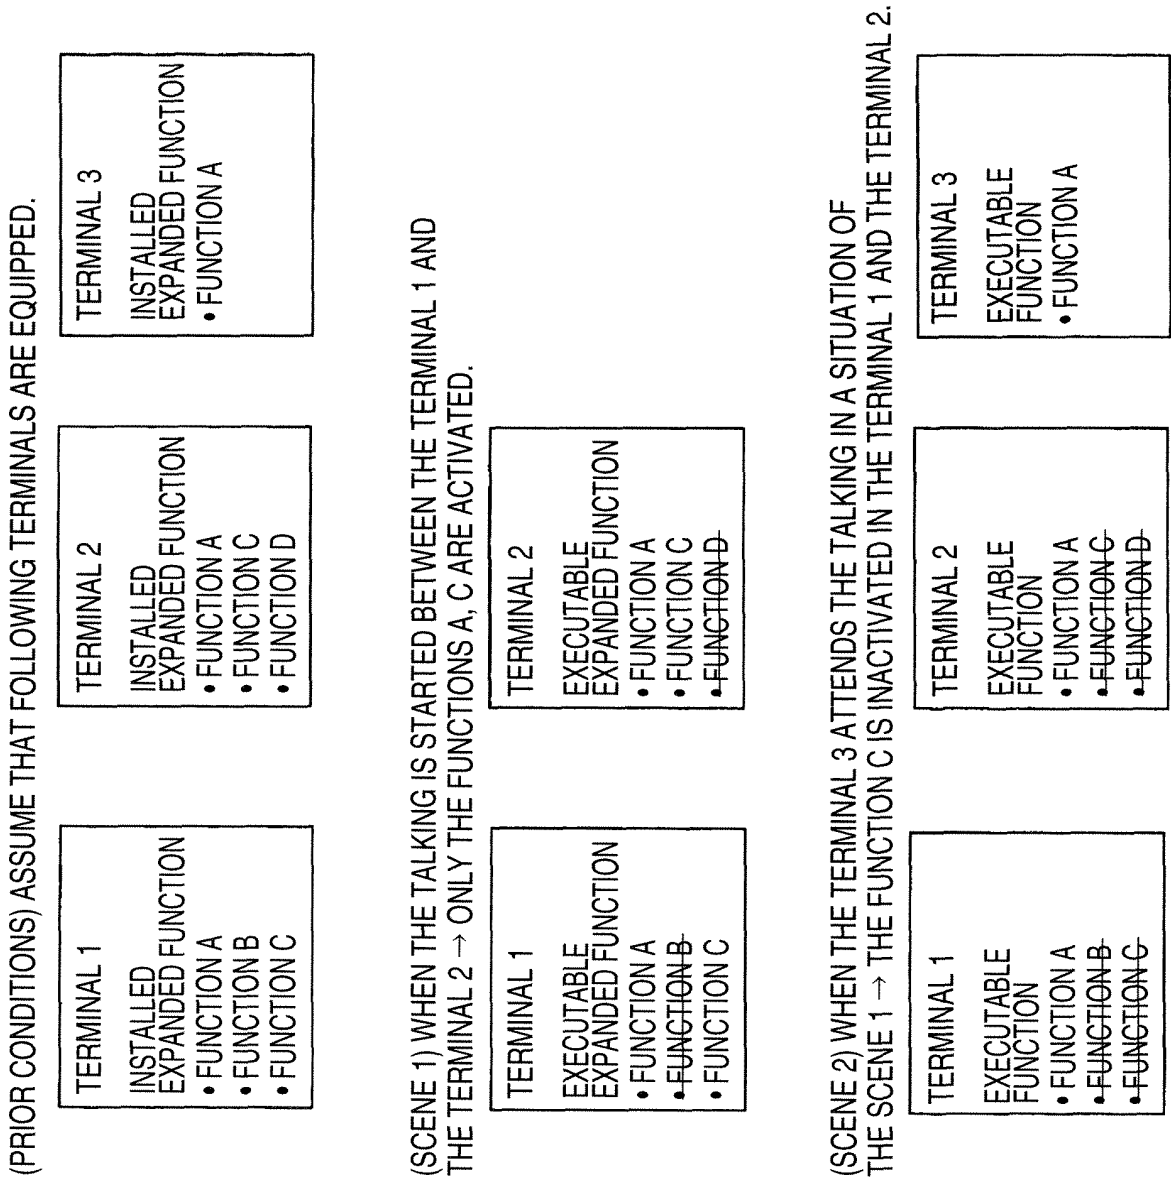 (PRIOR CONDITIONS) ASSUME THAT FOLLOWING TERMINALS ARE EQUIPPED.
TERMINAL 1
INSTALLED
EXPANDED FUNCTION
• FUNCTION A
• FUNCTION B
• FUNCTION C
TERMINAL 2
INSTALLED
EXPANDED FUNCTION
• FUNCTION A
• FUNCTION C
• FUNCTION D
TERMINAL 3
INSTALLED
EXPANDED FUNCTION
• FUNCTION A
(SCENE 1) WHEN THE TALKING IS STARTED BETWEEN THE TERMINAL 1 AND
THE TERMINAL 2 → ONLY THE FUNCTIONS A, C ARE ACTIVATED.
TERMINAL 1
EXECUTABLE
EXPANDED FUNCTION
• FUNCTION A
• FUNCTION B
• FUNCTION C
TERMINAL 2
EXECUTABLE
EXPANDED FUNCTION
• FUNCTION A
• FUNCTION C
• FUNCTION D
(SCENE 2) WHEN THE TERMINAL 3 ATTENDS THE TALKING IN A SITUATION OF
THE SCENE 1 → THE FUNCTION C IS INACTIVATED IN THE TERMINAL 1 AND THE TERMINAL 2.
TERMINAL 1
EXECUTABLE
FUNCTION
• FUNCTION A
• FUNCTION B
• FUNCTION C
TERMINAL 2
EXECUTABLE
FUNCTION
• FUNCTION A
• FUNCTION C
• FUNCTION D
TERMINAL 3
EXECUTABLE
FUNCTION
• FUNCTION A